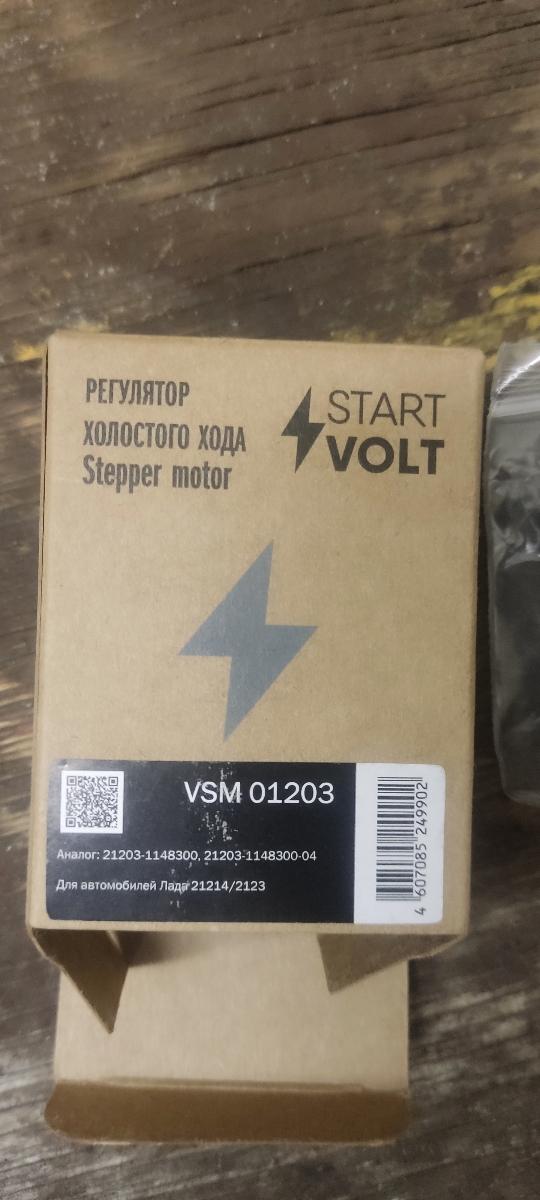 РЕГУЛЯТОР
ХОЛОСТОГО ХОДА
Stepper motor
START
VOLT
VSM 01203
Аналог: 21203-1148300, 21203-1148300-04
Для автомобилей Лада 21214/2123
4 607085 249902